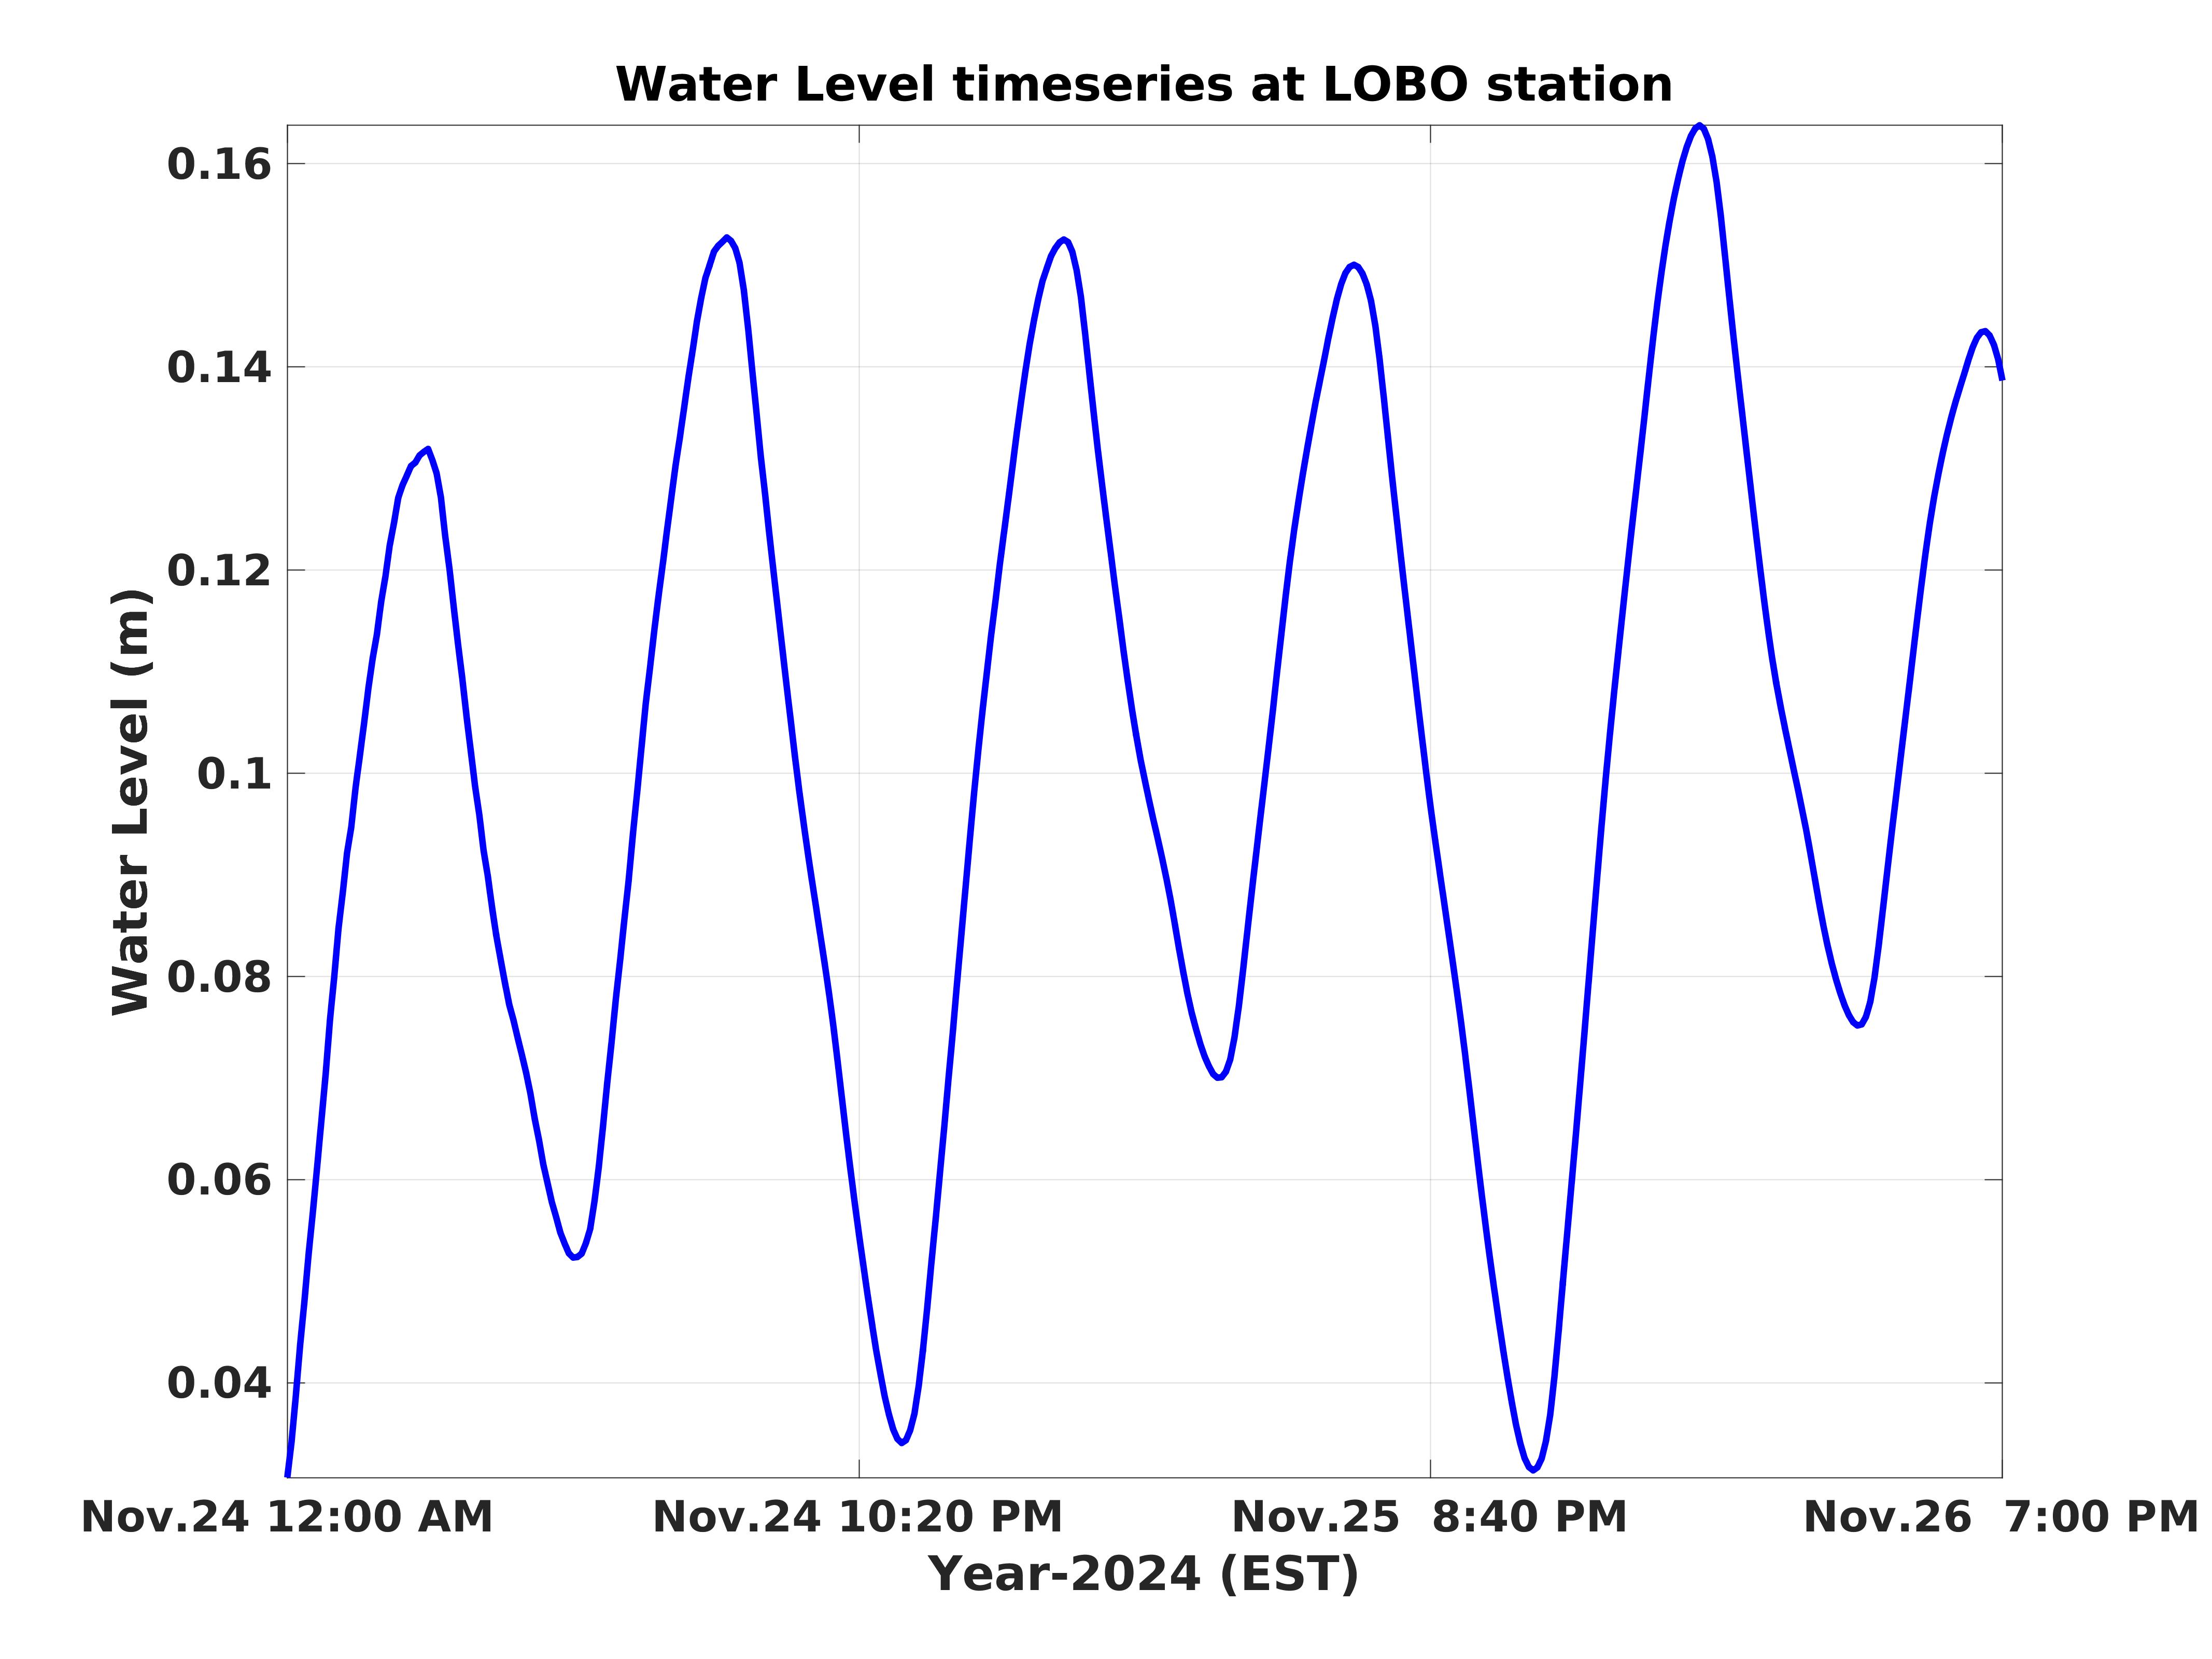 Water Level timeseries at LOBO station
0.16
0.14
0.12
0.1
0.08
0.06
0.04
Water Level (m)
Nov.24 12:00 AM
Nov.24 10:20 PM
Nov.25  8:40 PM
Nov.26  7:00 PM
Year-2024 (EST)